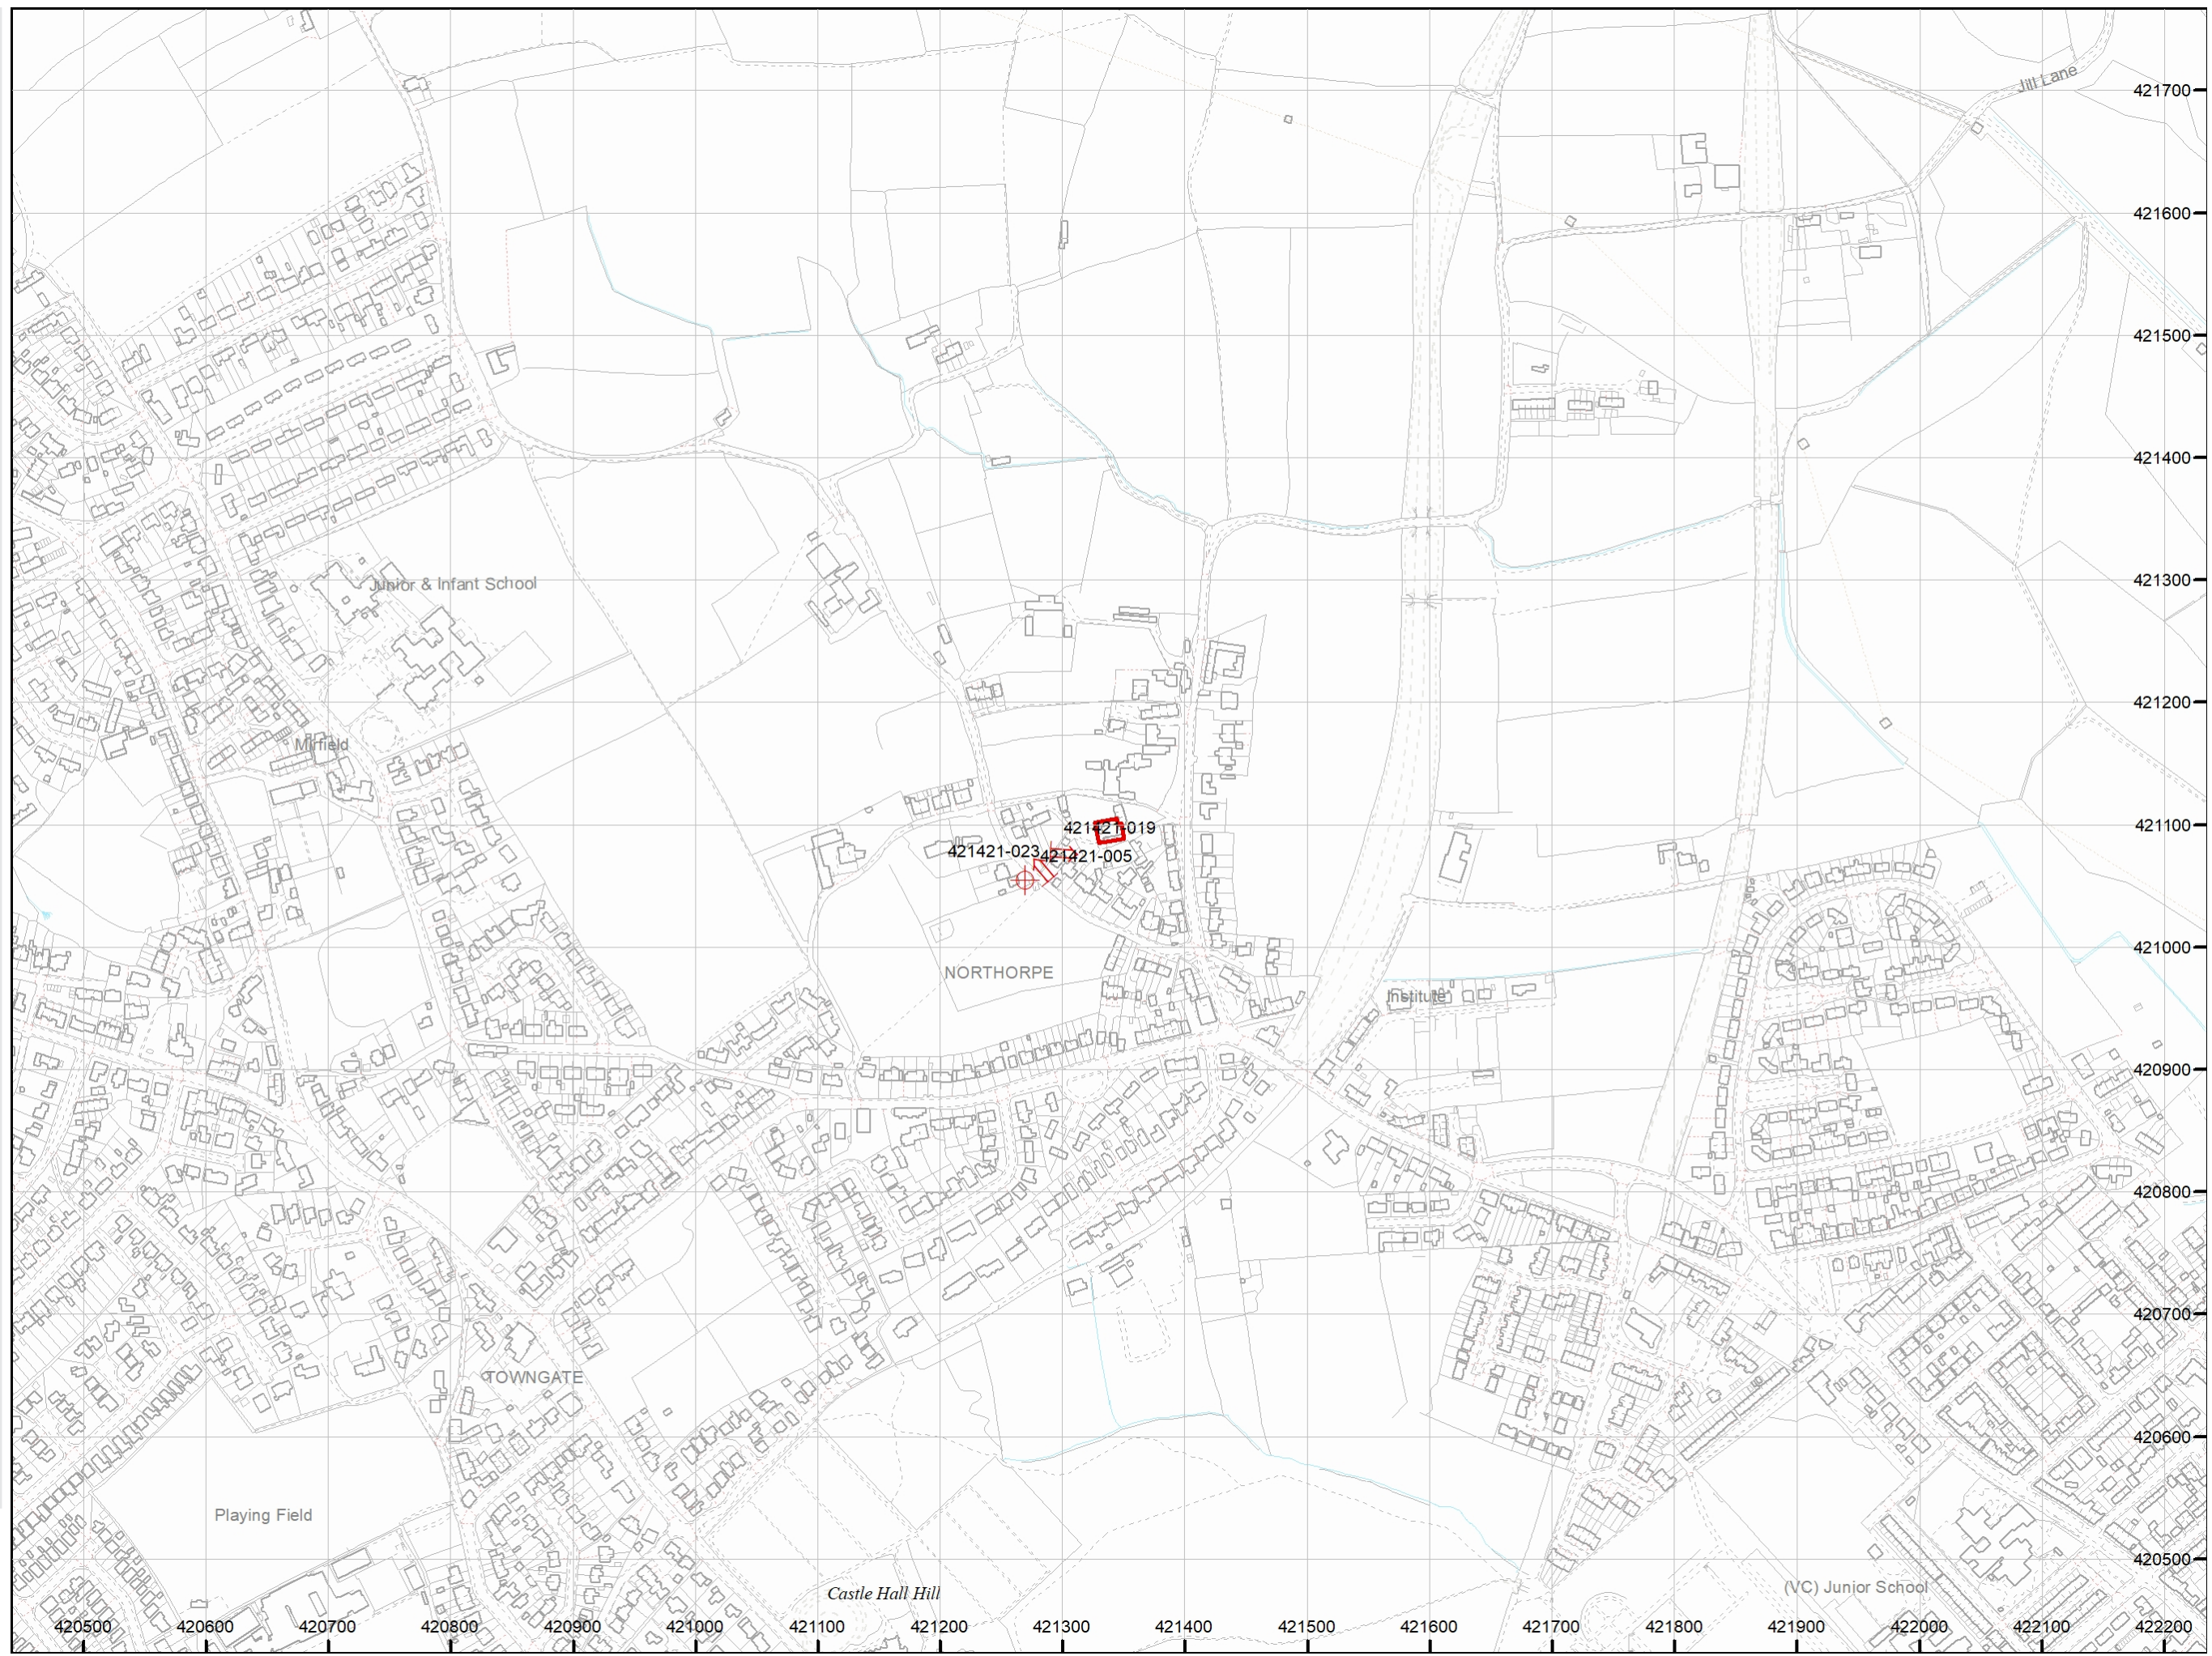 Jill Lane
421700
421600
421500
421400
Junior & Infant School
421300
421200
Mirfield
421100
421421-019
421421-023
421421-005
421000
NORTHORPE
Institute
420900
420800
420700
TOWNGATE
420600
Playing Field
420500
(VC) Junior School
Castle Hall Hill
420500 420600 420700 420800 420900 421000 421100 421200 421300 421400 421500 421600 421700 421800 421900 422000 422100 422200